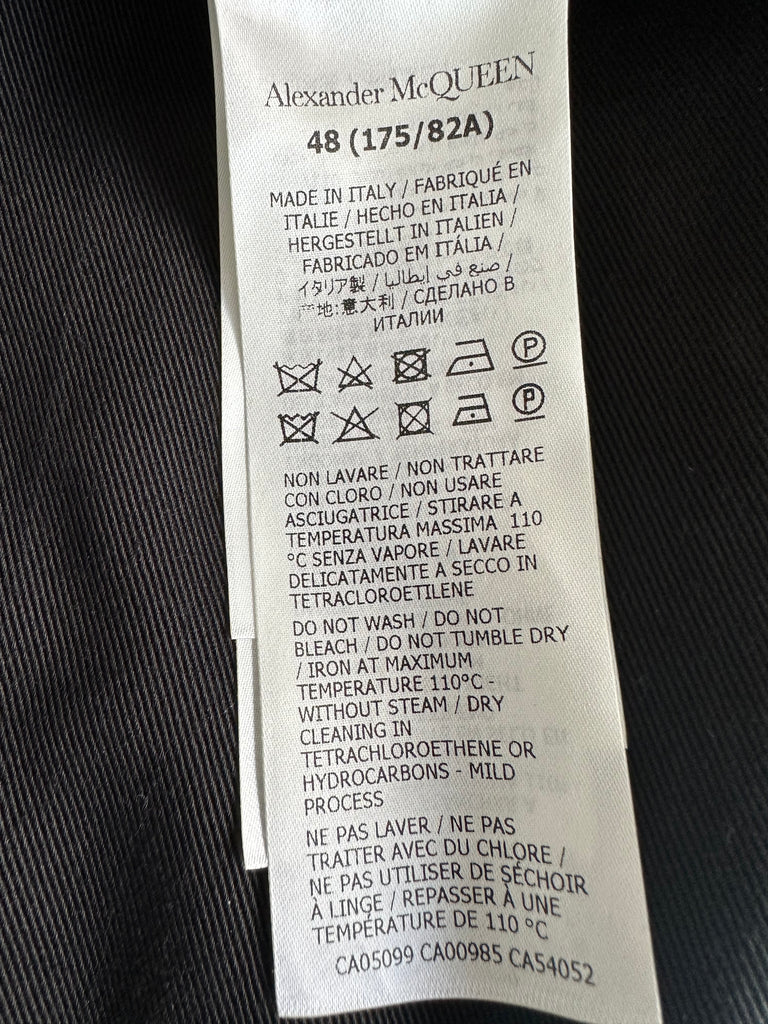 Alexander McQUEEN
48 (175/82A)
MADE IN ITALY / FABRIQUÉ EN
ITALIE / HECHO EN ITALIA /
HERGESTELLT IN ITALIEN /
FABRICADO EM ITÁLIA /
イタリア製 / صنع في إيطاليا /
地:意大利 / СДЕЛАНО В
ИТАЛИИ
P
P
NON LAVARE / NON TRATTARE
CON CLORO / NON USARE
ASCIUGATRICE / STIRARE A
TEMPERATURA MASSIMA 110
°C SENZA VAPORE / LAVARE
DELICATAMENTE A SECCO IN
TETRACLOROETILENE
DO NOT WASH / DO NOT
BLEACH / DO NOT TUMBLE DRY
/ IRON AT MAXIMUM
TEMPERATURE 110°C -
WITHOUT STEAM / DRY
CLEANING IN
TETRACHLOROETHENE OR
HYDROCARBONS - MILD
PROCESS
NE PAS LAVER / NE PAS
TRAITER AVEC DU CHLORE /
NE PAS UTILISER DE SÉCHOIR
À LINGE / REPASSER À UNE
TEMPÉRATURE DE 110 °C
CA05099 CA00985 CA54052